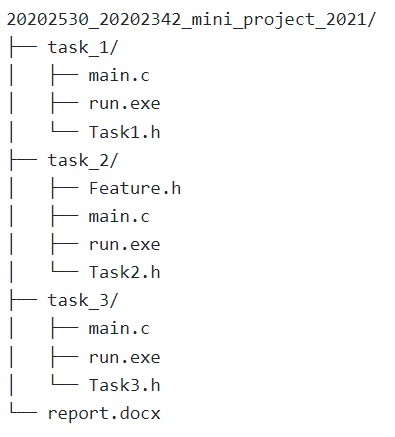 20202530_20202342_mini_project_2021/
├── task_1/
│   ├── main.c
│   ├── run.exe
│   └── Task1.h
├── task_2/
│   ├── Feature.h
│   ├── main.c
│   ├── run.exe
│   └── Task2.h
├── task_3/
│   ├── main.c
│   ├── run.exe
│   └── Task3.h
└── report.docx